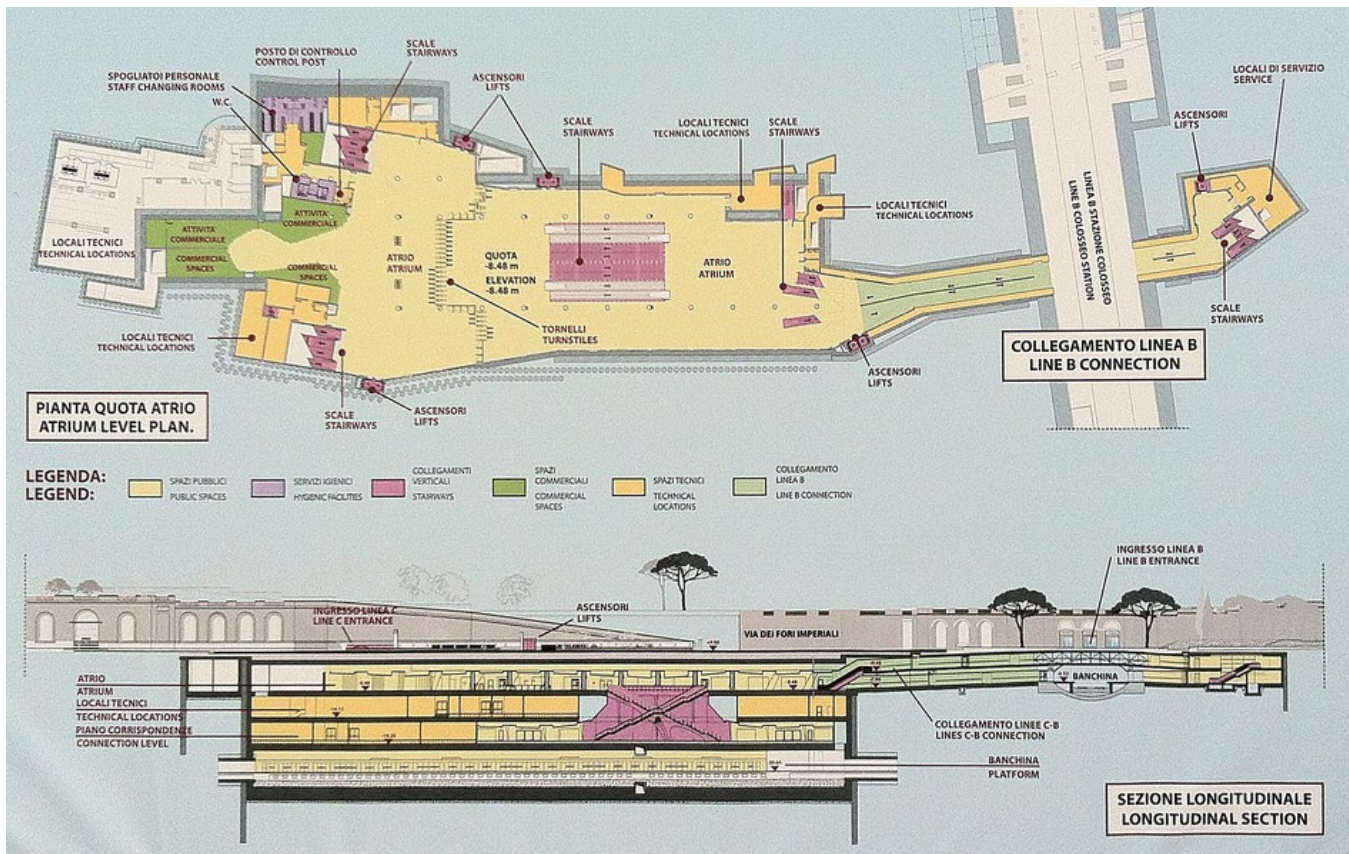 POSTO DI CONTROLLO
CONTROL POST
SCALE
STAIRWAYS
SPOGLIATOI PERSONALE
STAFF CHANGING ROOMS
W.C.
ASCENSORI
LIFTS
SCALE
STAIRWAYS
LOCALI TECNICI
TECHNICAL LOCATIONS
SCALE
STAIRWAYS
ASCENSORI
LIFTS
LOCALI DI SERVIZIO
SERVICE
LOCALI TECNICI
TECHNICAL LOCATIONS
LINEA B STAZIONE COLOSSEO
LINE B COLOSSEO STATION
ATTIVITA'
COMMERCIALE
ATTIVITA'
COMMERCIALE
COMMERCIAL
SPACES
COMMERCIAL
SPACES
LOCALI TECNICI
TECHNICAL LOCATIONS
ATRIO
ATRIUM
QUOTA
-8.48 m
ELEVATION
-8.48 m
ATRIO
ATRIUM
SCALE
STAIRWAYS
LOCALI TECNICI
TECHNICAL LOCATIONS
TORNELLI
TURNSTILES
COLLEGAMENTO LINEA B
LINE B CONNECTION
ASCENSORI
LIFTS
SCALE
STAIRWAYS
ASCENSORI
LIFTS
PIANTA QUOTA ATRIO
ATRIUM LEVEL PLAN.
LEGENDA:
LEGEND:
SPAZI PUBBLICI
PUBLIC SPACES
SERVIZI IGIENICI
HYGIENIC FACILITIES
COLLEGAMENTI
VERTICALI
STAIRWAYS
SPAZI
COMMERCIALI
COMMERCIAL
SPACES
SPAZI TECNICI
TECHNICAL
LOCATIONS
COLLEGAMENTO
LINEA B
LINE B CONNECTION
INGRESSO LINEA B
LINE B ENTRANCE
INGRESSO LINEA C
LINE C ENTRANCE
ASCENSORI
LIFTS
VIA DEI FORI IMPERIALI
ATRIO
ATRIUM
LOCALI TECNICI
TECHNICAL LOCATIONS
PIANO CORRISPONDENZE
CONNECTION LEVEL
BANCHINA
COLLEGAMENTO LINEE C-B
LINES C-B CONNECTION
BANCHINA
PLATFORM
SEZIONE LONGITUDINALE
LONGITUDINAL SECTION